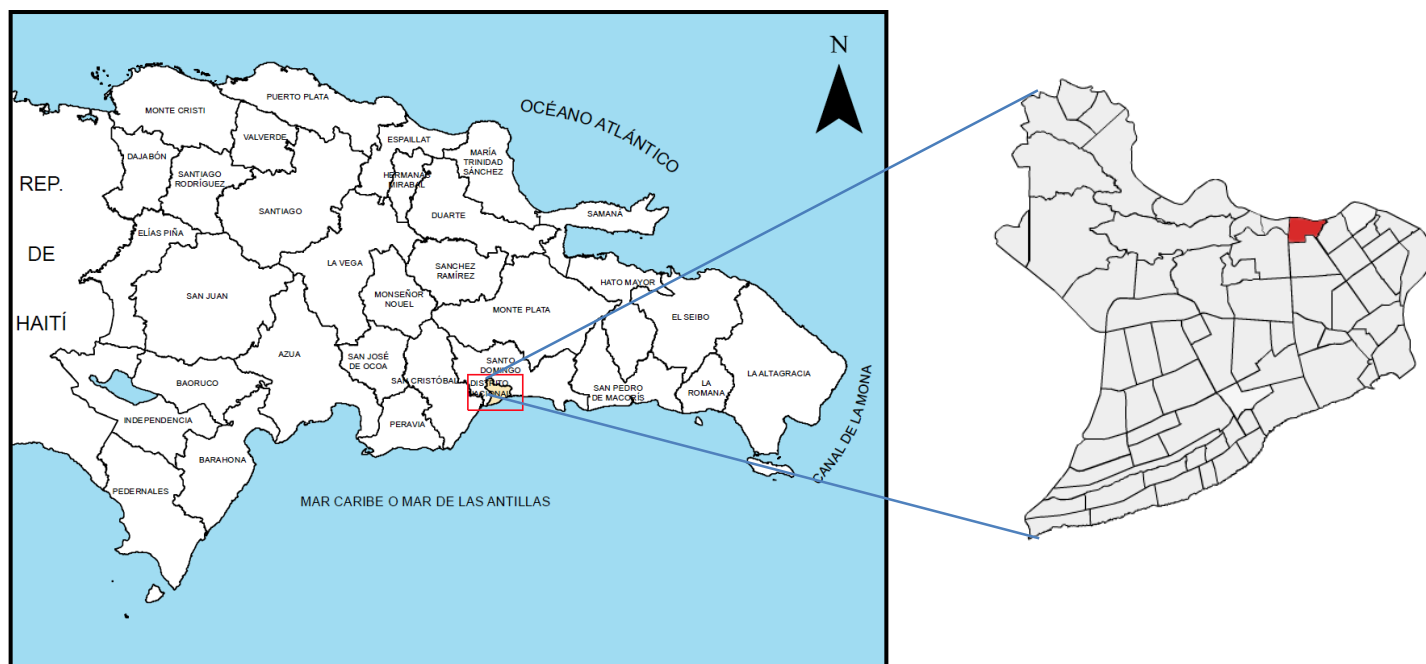 N
OCÉANO ATLÁNTICO
PUERTO PLATA
MONTE CRISTI
VALVERDE
ESPAILLAT
MARÍA
TRINIDAD
SÁNCHEZ
DAJABÓN
SANTIAGO
RODRÍGUEZ
HERMANAS
MIRABAL
REP.
DE
HAITÍ
SANTIAGO
DUARTE
SAMANÁ
ELÍAS PIÑA
LA VEGA
SANCHEZ
RAMÍREZ
HATO MAYOR
SAN JUAN
MONSEÑOR
NOUEL
MONTE PLATA
EL SEIBO
AZUA
SAN JOSÉ
DE OCOA
SANTO
DOMINGO
SAN CRISTÓBAL
DISTRITO
NACIONAL
BAORUCO
SAN PEDRO
DE MACORÍS
LA
ROMANA
LA ALTAGRACIA
INDEPENDENCIA
PERAVIA
BARAHONA
PEDERNALES
CANAL DE LA MONA
MAR CARIBE O MAR DE LAS ANTILLAS